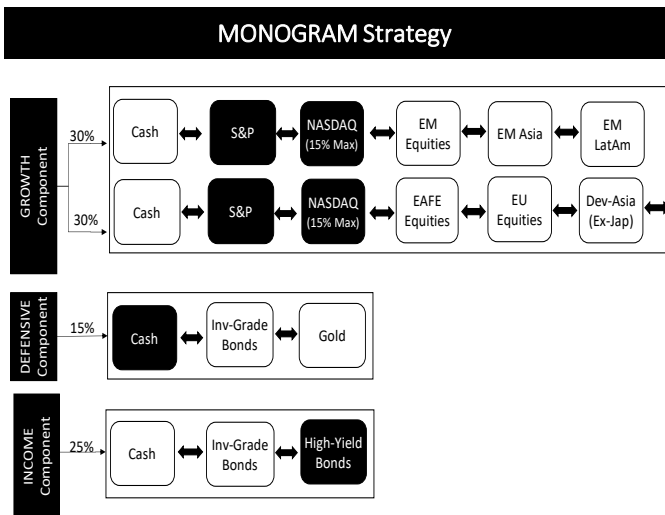 MONOGRAM Strategy
GROWTH
Component
30%
Cash
S&P
NASDAQ
(15% Max)
EM
Equities
EM Asia
EM
LatAm
30%
Cash
S&P
NASDAQ
(15% Max)
EAFE
Equities
EU
Equities
Dev-Asia
(Ex-Jap)
DEFENSIVE
Component
15%
Cash
Inv-Grade
Bonds
Gold
INCOME
Component
25%
Cash
Inv-Grade
Bonds
High-Yield
Bonds